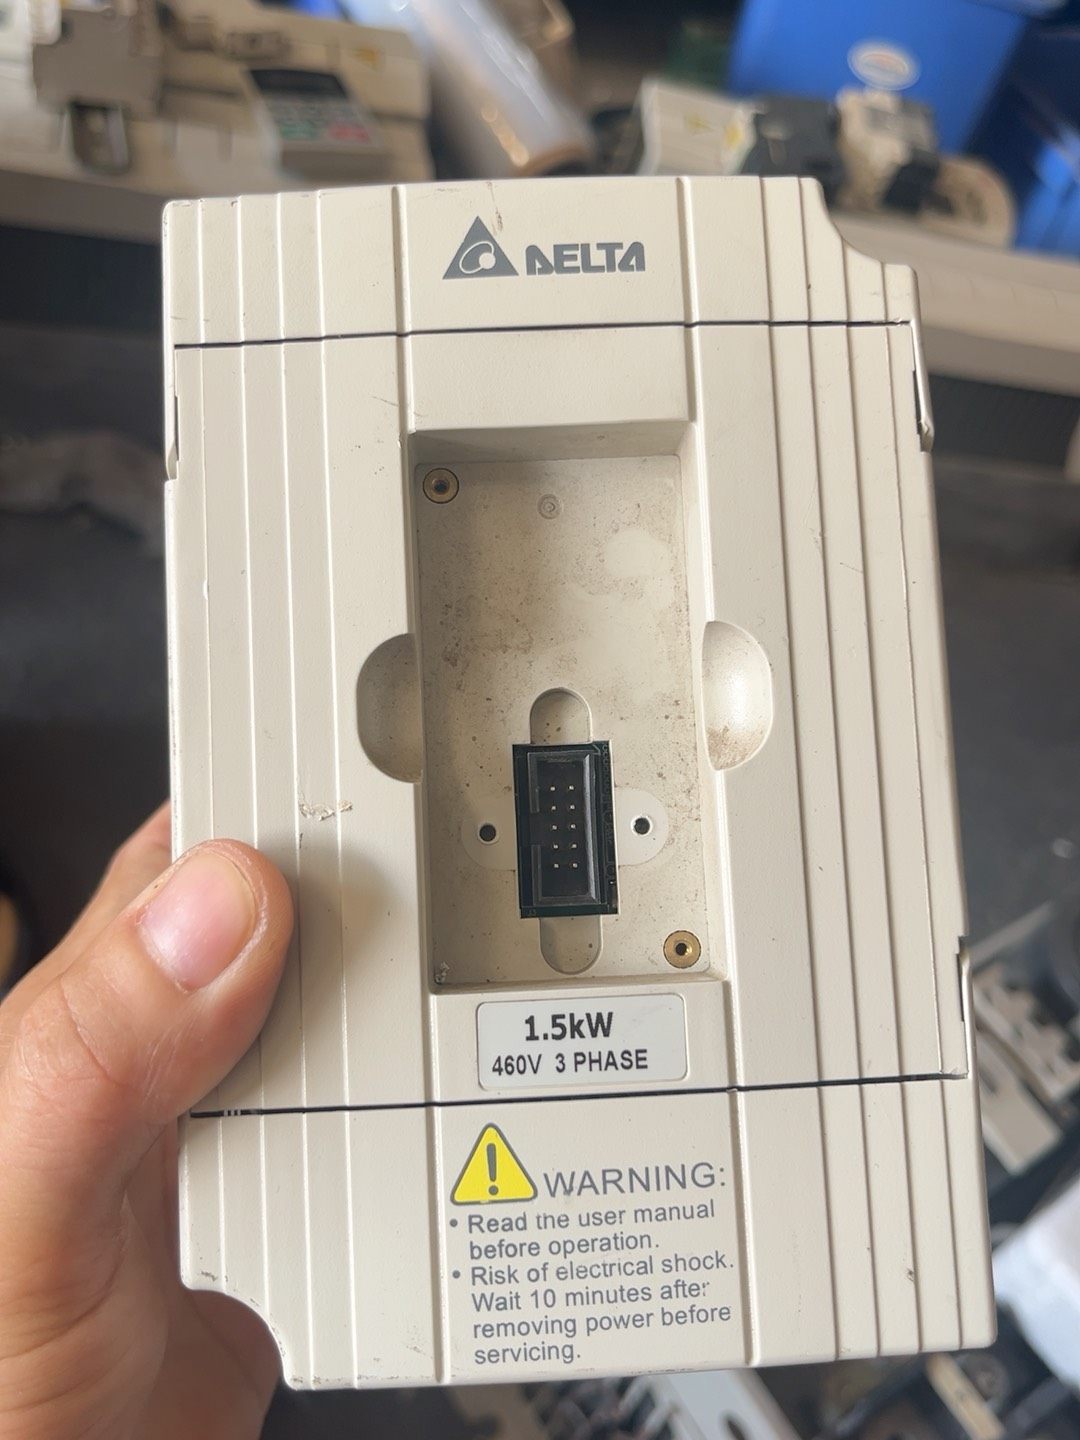 DELTA
1.5kW
460V 3 PHASE
WARNING:
• Read the user manual
before operation.
• Risk of electrical shock.
Wait 10 minutes after
removing power before
servicing.